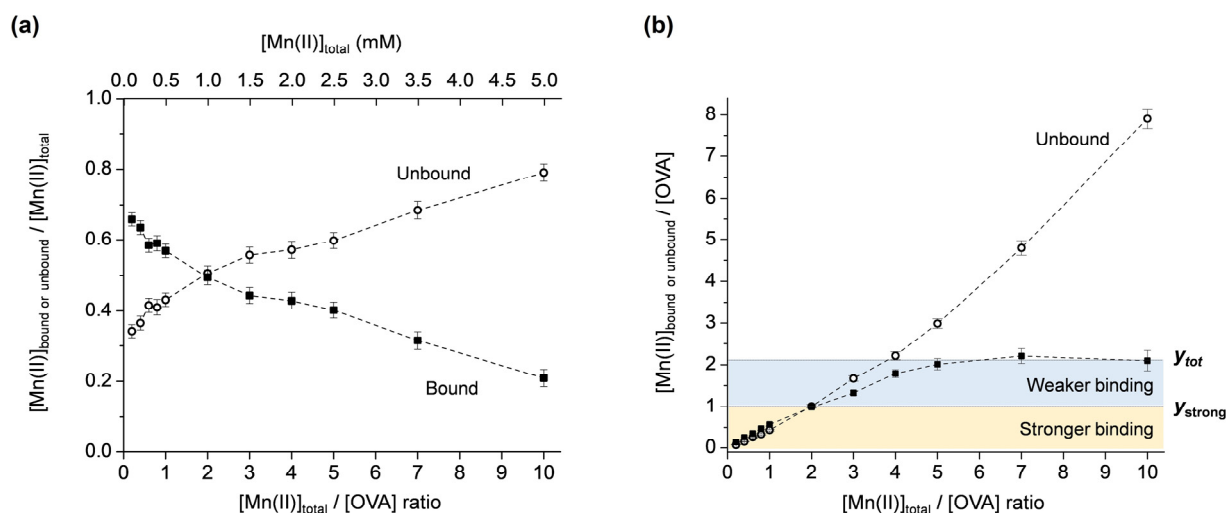 (a)
[Mn(II)]total (mM)
0.0 0.5 1.0 1.5 2.0 2.5 3.0 3.5 4.0 4.5 5.0
1.0
0.8
0.6
0.4
0.2
0.0
[Mn(II)]bound or unbound / [Mn(II)]total
Unbound
Bound
0 1 2 3 4 5 6 7 8 9 10
[Mn(II)]total / [OVA] ratio
(b)
8
7
6
5
4
3
2
1
0
[Mn(II)]bound or unbound / [OVA]
Unbound
ytot
Weaker binding
ystrong
Stronger binding
0 1 2 3 4 5 6 7 8 9 10
[Mn(II)]total / [OVA] ratio